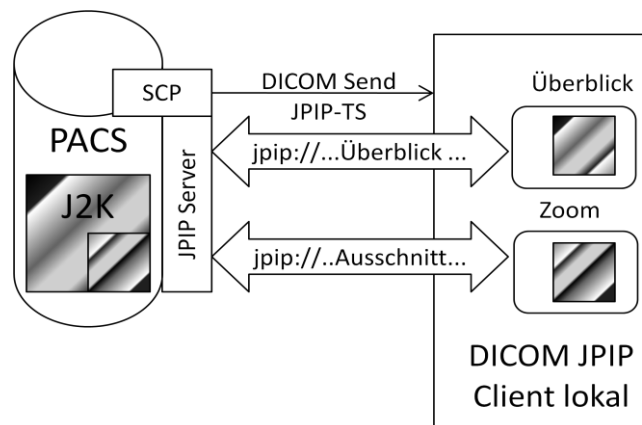 SCP
DICOM Send
JPIP-TS
Überblick
PACS
jpip://...Überblick ...
J2K
JPIP Server
Zoom
jpip://..Ausschnitt...
DICOM JPIP
Client lokal